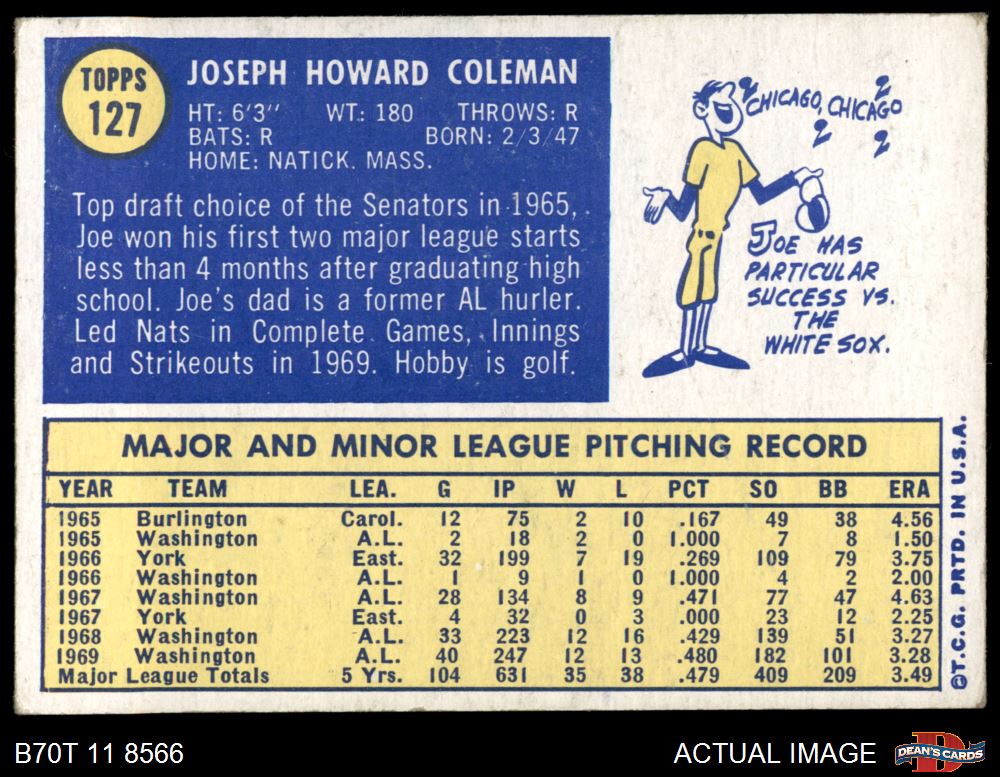 TOPPS
127
JOSEPH HOWARD COLEMAN
HT: 6'3" WT.: 180 THROWS: R
BATS: R BORN: 2/3/47
HOME: NATICK. MASS.
Top draft choice of the Senators in 1965,
Joe won his first two major league starts
less than 4 months after graduating high
school. Joe's dad is a former AL hurler.
Led Nats in Complete Games, Innings
and Strikeouts in 1969. Hobby is golf.
CHICAGO, CHICAGO
JOE HAS
PARTICULAR
SUCCESS VS.
THE
WHITE SOX.
MAJOR AND MINOR LEAGUE PITCHING RECORD
YEAR TEAM LEA. G IP W L PCT SO BB ERA
1965 Burlington Carol. 12 75 2 10 .167 49 38 4.56
1965 Washington A.L. 2 18 2 0 1.000 7 8 1.50
1966 York East. 32 199 7 19 .269 109 79 3.75
1966 Washington A.L. 1 9 1 0 1.000 4 2 2.00
1967 Washington A.L. 28 134 8 9 .471 77 47 4.63
1967 York East. 4 32 0 3 .000 23 12 2.25
1968 Washington A.L. 33 223 12 16 .429 139 51 3.27
1969 Washington A.L. 40 247 12 13 .480 182 101 3.28
Major League Totals 5 Yrs. 104 631 35 38 .479 409 209 3.49
©T.C.G. PRTD. IN U.S.A.
B70T 11 8566
ACTUAL IMAGE
DEAN'S CARDS